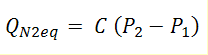 Q_{N2eq} = C (P_2 − P_1)